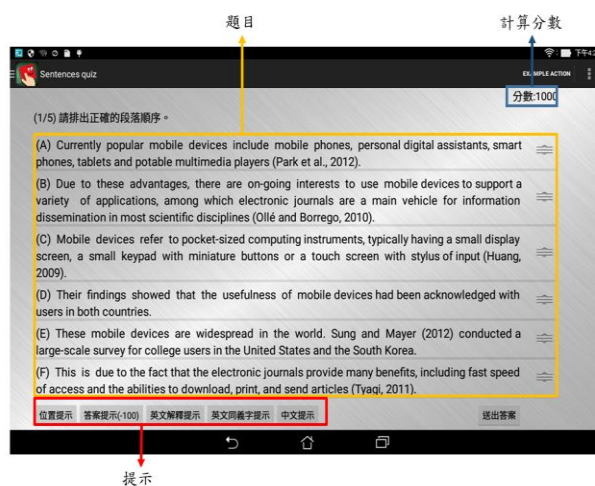 題目 計算分數
下午4:2
Sentences quiz EXAMPLE ACTION
分數:1000
(1/5) 請排出正確的段落順序。
(A) Currently popular mobile devices include mobile phones, personal digital assistants, smart
phones, tablets and potable multimedia players (Park et al., 2012).
(B) Due to these advantages, there are on-going interests to use mobile devices to support a
variety of applications, among which electronic journals are a main vehicle for information
dissemination in most scientific disciplines (Ollé and Borrego, 2010).
(C) Mobile devices refer to pocket-sized computing instruments, typically having a small display
screen, a small keypad with miniature buttons or a touch screen with stylus of input (Huang,
2009).
(D) Their findings showed that the usefulness of mobile devices had been acknowledged with
users in both countries.
(E) These mobile devices are widespread in the world. Sung and Mayer (2012) conducted a
large-scale survey for college users in the United States and the South Korea.
(F) This is due to the fact that the electronic journals provide many benefits, including fast speed
of access and the abilities to download, print, and send articles (Tyagi, 2011).
位置提示 答案提示(-100) 英文解釋提示 英文同義字提示 中文提示 送出答案
提示